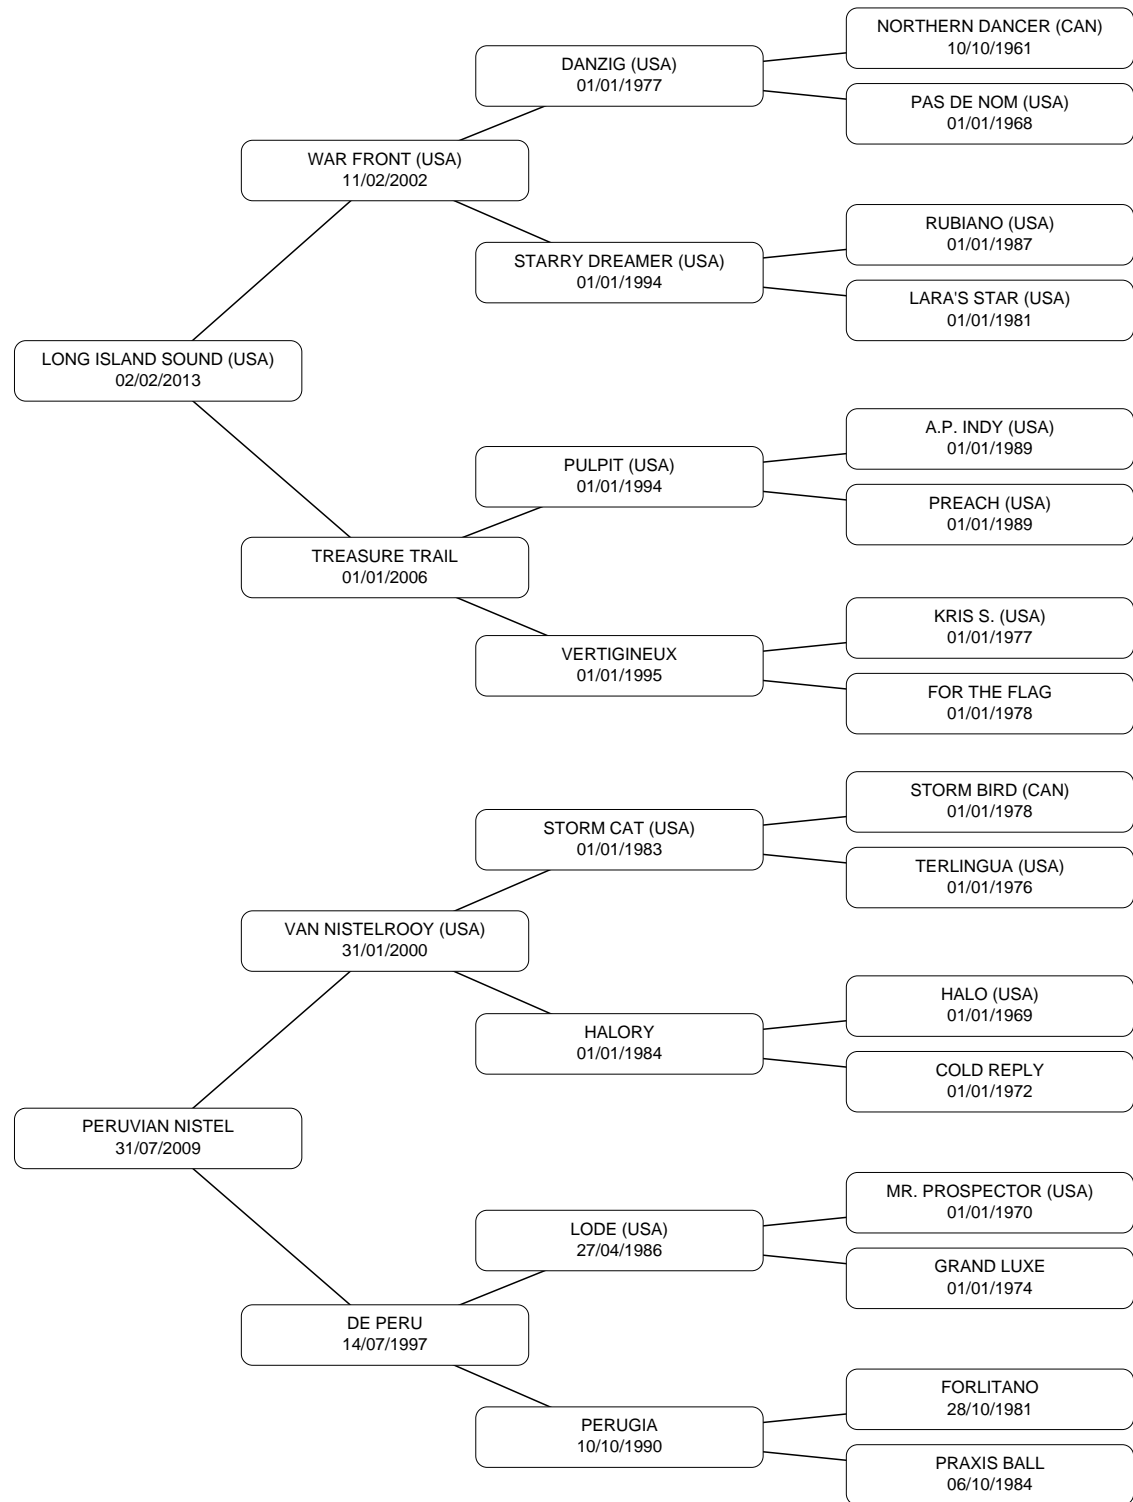 NORTHERN DANCER (CAN)
10/10/1961
DANZIG (USA)
01/01/1977
PAS DE NOM (USA)
01/01/1968
WAR FRONT (USA)
11/02/2002
RUBIANO (USA)
01/01/1987
STARRY DREAMER (USA)
01/01/1994
LARA'S STAR (USA)
01/01/1981
LONG ISLAND SOUND (USA)
02/02/2013
A.P. INDY (USA)
01/01/1989
PULPIT (USA)
01/01/1994
PREACH (USA)
01/01/1989
TREASURE TRAIL
01/01/2006
KRIS S. (USA)
01/01/1977
VERTIGINEUX
01/01/1995
FOR THE FLAG
01/01/1978
STORM BIRD (CAN)
01/01/1978
STORM CAT (USA)
01/01/1983
TERLINGUA (USA)
01/01/1976
VAN NISTELROOY (USA)
31/01/2000
HALO (USA)
01/01/1969
HALORY
01/01/1984
COLD REPLY
01/01/1972
PERUVIAN NISTEL
31/07/2009
MR. PROSPECTOR (USA)
01/01/1970
LODE (USA)
27/04/1986
GRAND LUXE
01/01/1974
DE PERU
14/07/1997
FORLITANO
28/10/1981
PERUGIA
10/10/1990
PRAXIS BALL
06/10/1984